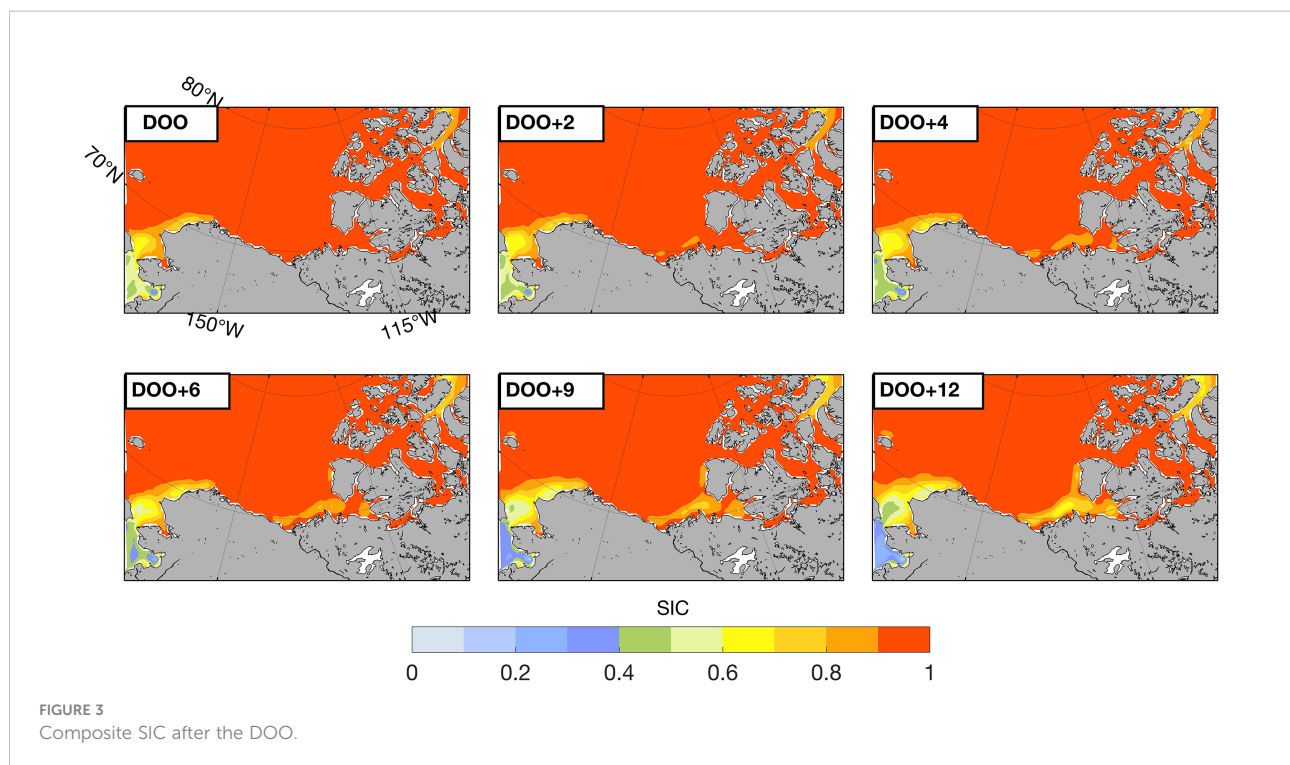 80°N
DOO
DOO+2
DOO+4
70°N
150°W
115°W
DOO+6
DOO+9
DOO+12
SIC
0 0.2 0.4 0.6 0.8 1
FIGURE 3
Composite SIC after the DOO.